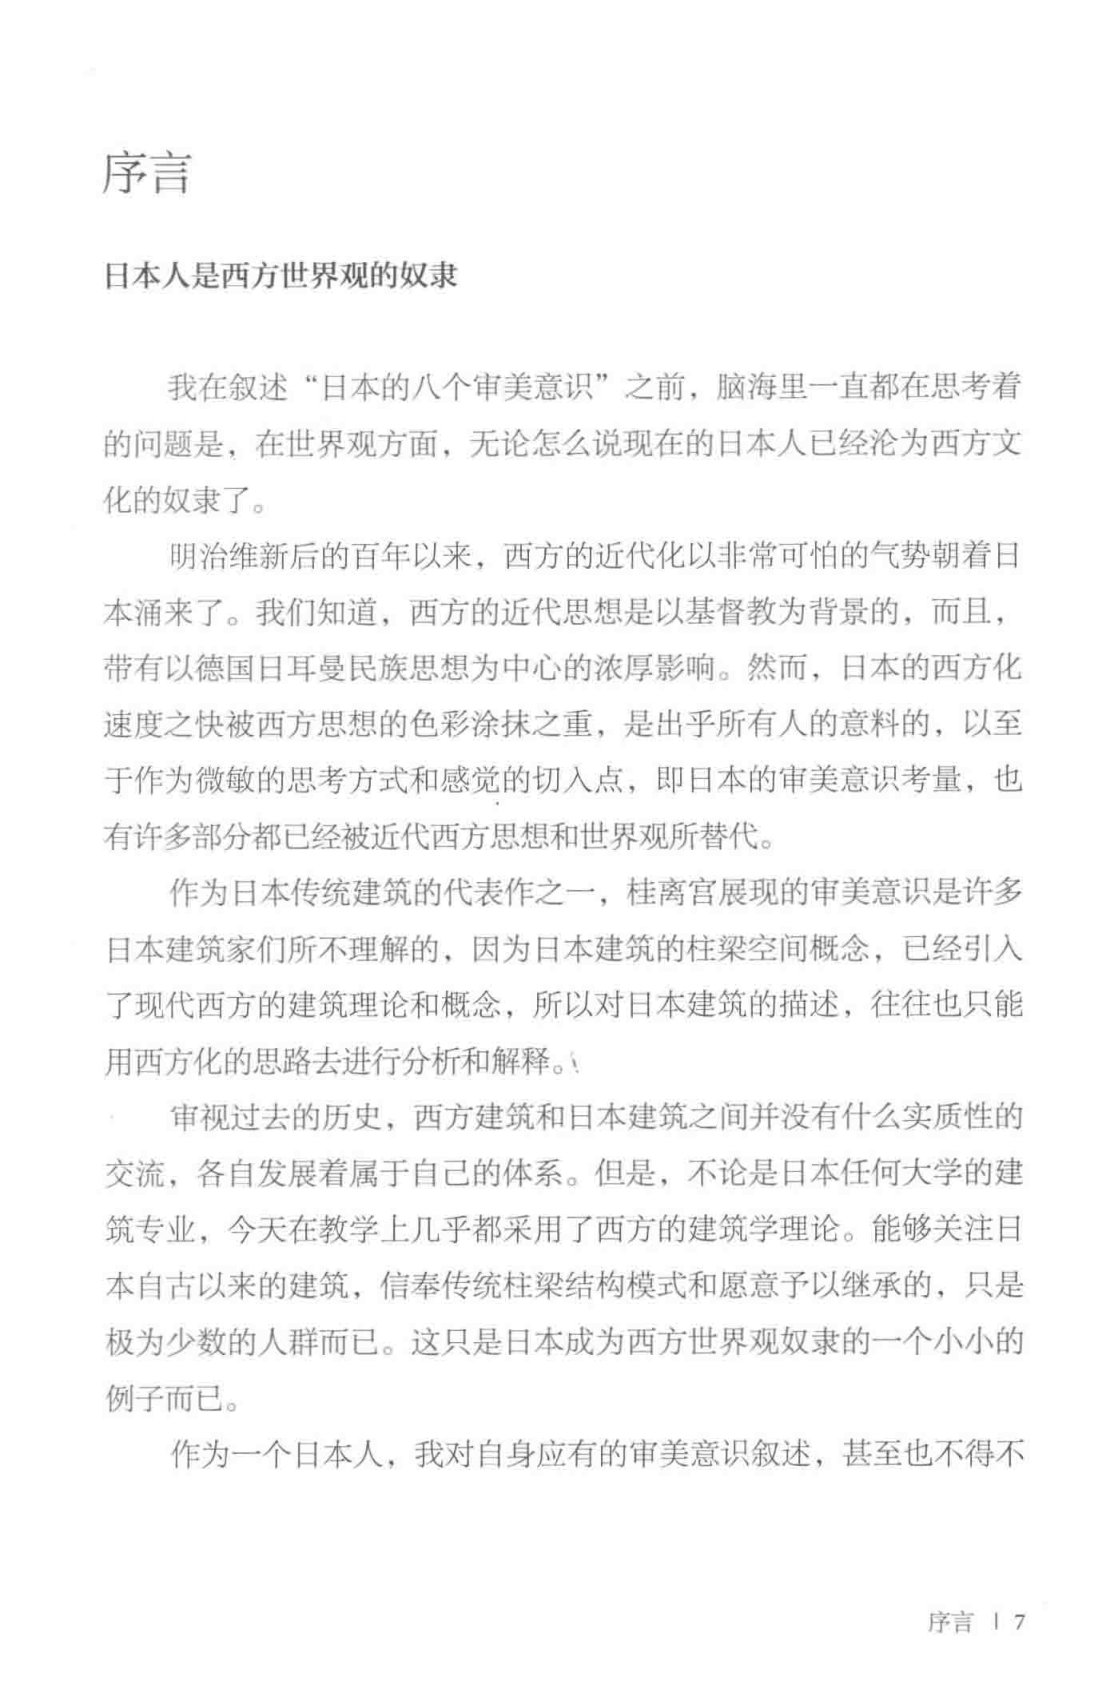 序言
日本人是西方世界观的奴隶
我在叙述“日本的八个审美意识”之前，脑海里一直都在思考着
的问题是，在世界观方面，无论怎么说现在的日本人已经沦为西方文
化的奴隶了。
明治维新后的百年以来，西方的近代化以非常可怕的气势朝着日
本涌来了。我们知道，西方的近代思想是以基督教为背景的，而且，
带有以德国日耳曼民族思想为中心的浓厚影响。然而，日本的西方化
速度之快被西方思想的色彩涂抹之重，是出乎所有人的意料的，以至
于作为微敏的思考方式和感觉的切入点，即日本的审美意识考量，也
有许多部分都已经被近代西方思想和世界观所替代。
作为日本传统建筑的代表作之一，桂离宫展现的审美意识是许多
日本建筑家们所不理解的，因为日本建筑的柱梁空间概念，已经引入
了现代西方的建筑理论和概念，所以对日本建筑的描述，往往也只能
用西方化的思路去进行分析和解释。
审视过去的历史，西方建筑和日本建筑之间并没有什么实质性的
交流，各自发展着属于自己的体系。但是，不论是日本任何大学的建
筑专业，今天在教学上几乎都采用了西方的建筑学理论。能够关注日
本自古以来的建筑，信奉传统柱梁结构模式和愿意予以继承的，只是
极为少数的人群而已。这只是日本成为西方世界观奴隶的一个小小的
例子而已。
作为一个日本人，我对自身应有的审美意识叙述，甚至也不得不
序言 | 7